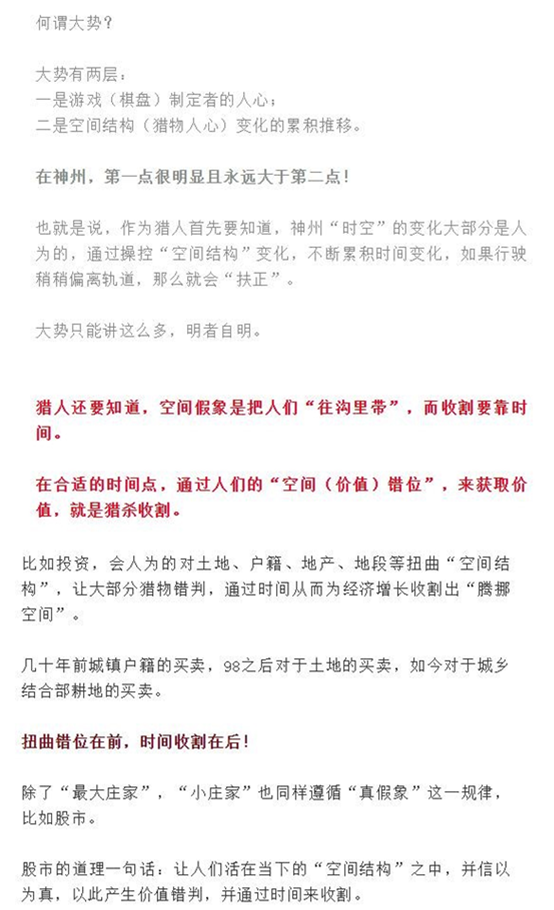 何谓大势？
大势有两层：
一是游戏（棋盘）制定者的人心；
二是空间结构（猎物人心）变化的累积推移。
在神州，第一点很明显且永远大于第二点！
也就是说，作为猎人首先要知道，神州“时空”的变化大部分是人
为的，通过操控“空间结构”变化，不断累积时间变化，如果行驶
稍稍偏离轨道，那么就会“扶正”。
大势只能讲这么多，明者自明。
猎人还要知道，空间假象是把人们“往沟里带”，而收割要靠时
间。
在合适的时间点，通过人们的“空间（价值）错位”，来获取价
值，就是猎杀收割。
比如投资，会人为的对土地、户籍、地产、地段等扭曲“空间结
构”，让大部分猎物错判，通过时间从而为经济增长收割出“腾挪
空间”。
几十年前城镇户籍的买卖，98之后对于土地的买卖，如今对于城乡
结合部耕地的买卖。
扭曲错位在前，时间收割在后！
除了“最大庄家”，“小庄家”也同样遵循“真假象”这一规律，
比如股市。
股市的道理一句话：让人们活在当下的“空间结构”之中，并信以
为真，以此产生价值错判，并通过时间来收割。